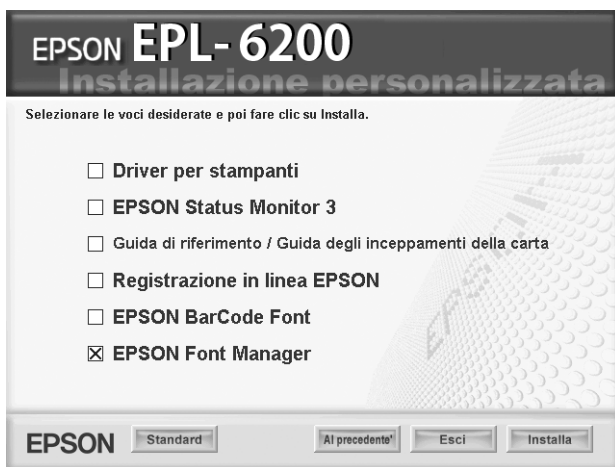 EPSON EPL-6200
Installazione personalizzata
Selezionare le voci desiderate e poi fare clic su Installa.
Driver per stampanti
EPSON Status Monitor 3
Guida di riferimento / Guida degli inceppamenti della carta
Registrazione in linea EPSON
EPSON BarCode Font
EPSON Font Manager
EPSON
EPSON Standard Al precedente' Esci Installa